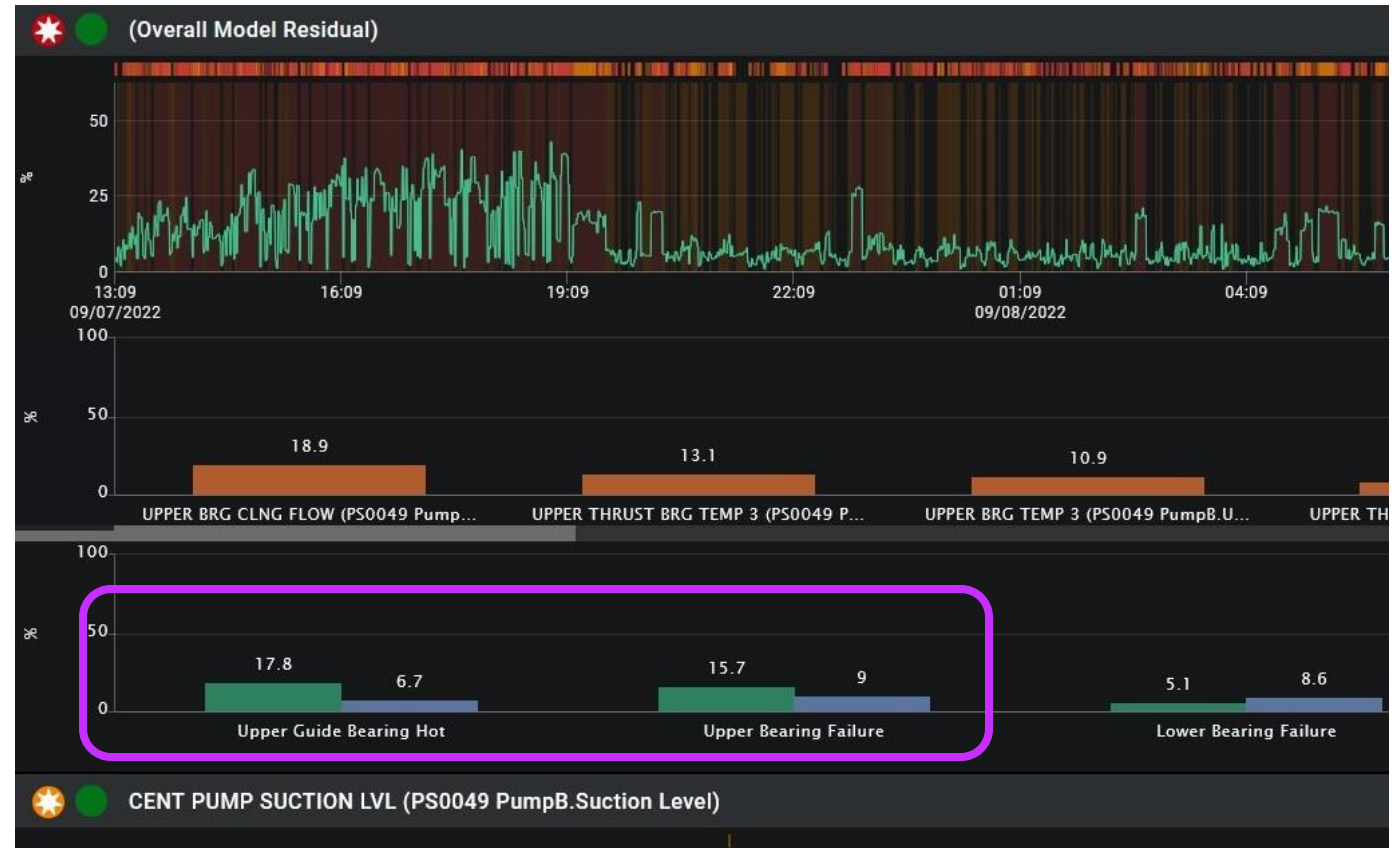 (Overall Model Residual)
50
%
25
0
13:09 16:09 19:09 22:09 01:09 04:09
09/07/2022 09/08/2022
100
%
50
18.9 13.1 10.9
0
UPPER BRG CLNG FLOW (PS0049 Pump... UPPER THRUST BRG TEMP 3 (PS0049 P... UPPER BRG TEMP 3 (PS0049 PumpB.U... UPPER TH
100
%
50
17.8 6.7 15.7 9 5.1 8.6
0
Upper Guide Bearing Hot Upper Bearing Failure Lower Bearing Failure
CENT PUMP SUCTION LVL (PS0049 PumpB.Suction Level)